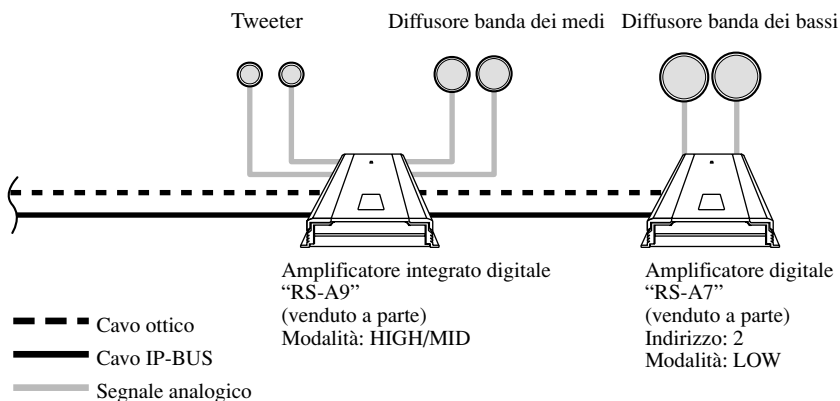 Tweeter
Diffusore banda dei medi
Diffusore banda dei bassi
Amplificatore integrato digitale
“RS-A9”
(venduto a parte)
Modalità: HIGH/MID
Amplificatore digitale
“RS-A7”
(venduto a parte)
Indirizzo: 2
Modalità: LOW
Cavo ottico
Cavo IP-BUS
Segnale analogico